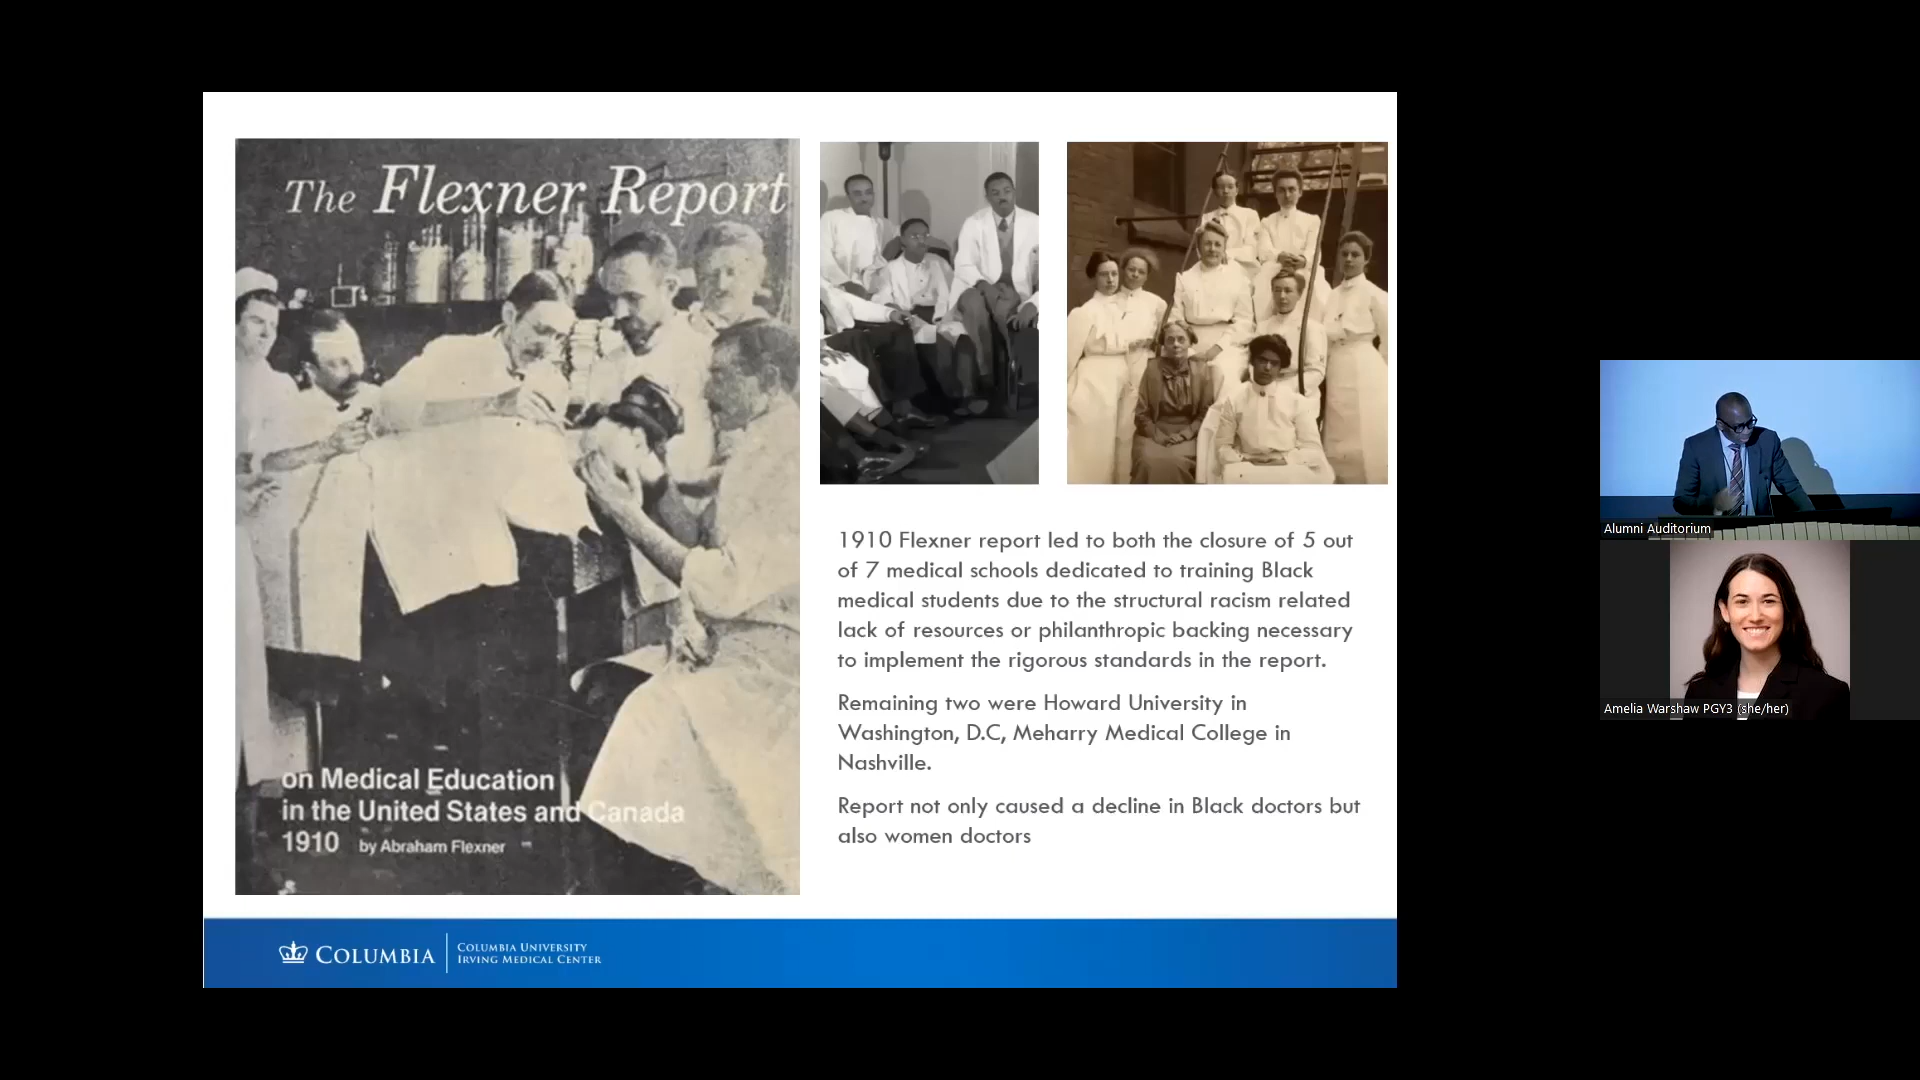 The Flexner Report
on Medical Education
in the United States and Canada
1910 by Abraham Flexner
1910 Flexner report led to both the closure of 5 out
of 7 medical schools dedicated to training Black
medical students due to the structural racism related
lack of resources or philanthropic backing necessary
to implement the rigorous standards in the report.
Remaining two were Howard University in
Washington, D.C, Meharry Medical College in
Nashville.
Report not only caused a decline in Black doctors but
also women doctors
COLUMBIA
COLUMBIA UNIVERSITY
IRVING MEDICAL CENTER
Alumni Auditorium
Amelia Warshaw PGY3 (she/her)